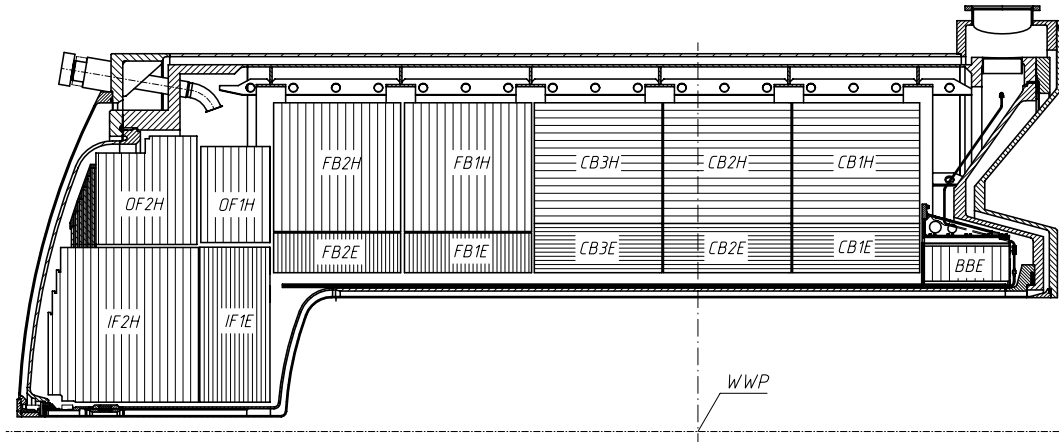 FB2H
FB1H
CB3H
CB2H
CB1H
OF2H
OF1H
FB2E
FB1E
CB3E
CB2E
CB1E
BBE
IF2H
IF1E
WWP